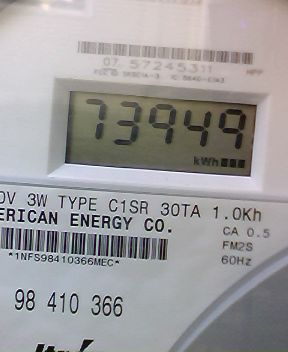 07 57245311
73949
kWh
0V 3W TYPE C1SR 30TA 1.0Kh
ERICAN ENERGY CO.
CA 0.5
FM2S
60Hz
*1NFS98410366MEC*
98 410 366